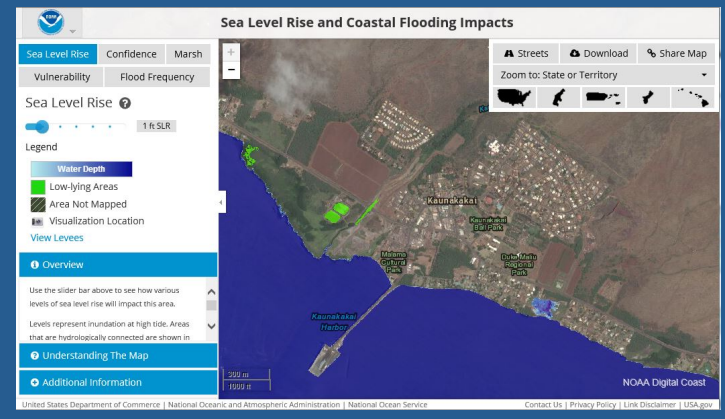 NOAA
Sea Level Rise and Coastal Flooding Impacts
Sea Level Rise
Confidence
Marsh
Vulnerability
Flood Frequency
Sea Level Rise ?
1 ft SLR
Legend
Water Depth
Low-lying Areas
Area Not Mapped
Visualization Location
View Levees
Overview
Use the slider bar above to see how various
levels of sea level rise will impact this area.
Levels represent inundation at high tide. Areas
that are hydrologically connected are shown in
Understanding The Map
Additional Information
+
−
Streets
Download
Share Map
Zoom to: State or Territory
Kaunakakai
Kaunakakai
Ball Park
Malama
Cultural
Park
Duke Maliu
Regional
Park
Kaunakakai
Harbor
300 m
1000 ft
NOAA Digital Coast
United States Department of Commerce | National Oceanic and Atmospheric Administration | National Ocean Service
Contact Us | Privacy Policy | Link Disclaimer | USA.gov